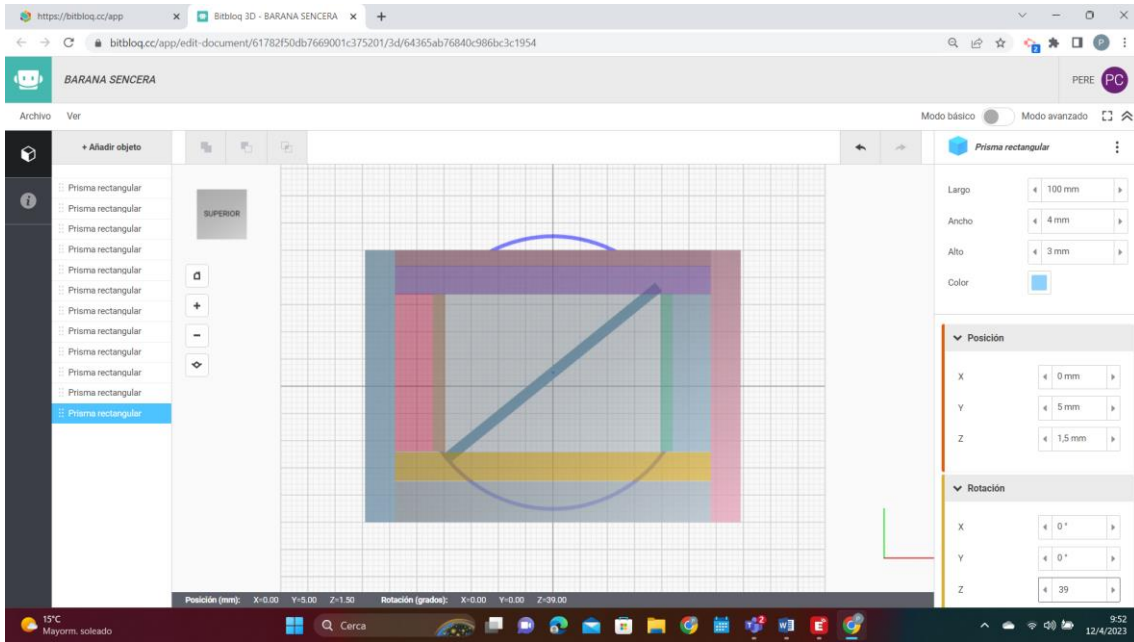 https://bitbloq.cc/app
Bitbloq 3D - BARANA SENCERA
bitbloq.cc/app/edit-document/61782f50db7669001c375201/3d/64365ab76840c986bc3c1954
P
BARANA SENCERA
PERE PC
Archivo Ver
Modo básico Modo avanzado
+ Añadir objeto
Prisma rectangular
Prisma rectangular
Prisma rectangular
Prisma rectangular
Prisma rectangular
Prisma rectangular
Prisma rectangular
Prisma rectangular
Prisma rectangular
Prisma rectangular
Prisma rectangular
Prisma rectangular
SUPERIOR
Prisma rectangular
Largo 100 mm
Ancho 4 mm
Alto 3 mm
Color
Posición
X 0 mm
Y 5 mm
Z 1,5 mm
Rotación
X 0 °
Y 0 °
Z 39
Posición (mm): X=0.00 Y=5.00 Z=1.50 Rotación (grados): X=0.00 Y=0.00 Z=39.00
15°C
Mayorm. soleado
Cerca
9:52
12/4/2023